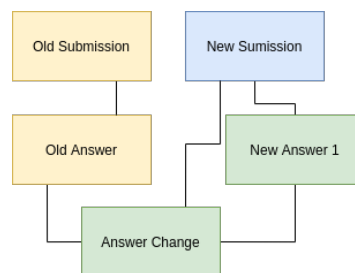 Old Submission
New Sumission
Old Answer
New Answer 1
Answer Change